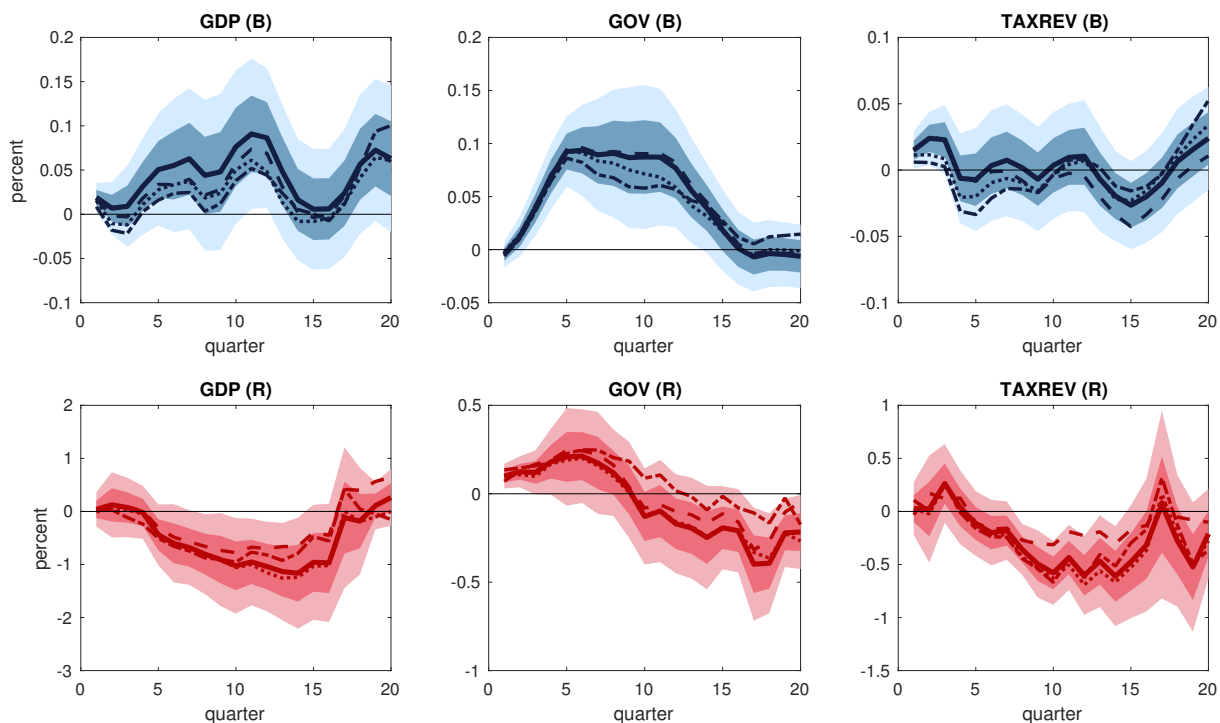 GDP (B)
GOV (B)
TAXREV (B)
percent
0.2
0.15
0.1
0.05
0
-0.05
-0.1
0 5 10 15 20
quarter
0.2
0.15
0.1
0.05
0
-0.05
0 5 10 15 20
quarter
0.1
0.05
0
-0.05
-0.1
0 5 10 15 20
quarter
GDP (R)
GOV (R)
TAXREV (R)
percent
2
1
0
-1
-2
-3
0 5 10 15 20
quarter
0.5
0
-0.5
-1
0 5 10 15 20
quarter
1
0.5
0
-0.5
-1
-1.5
0 5 10 15 20
quarter